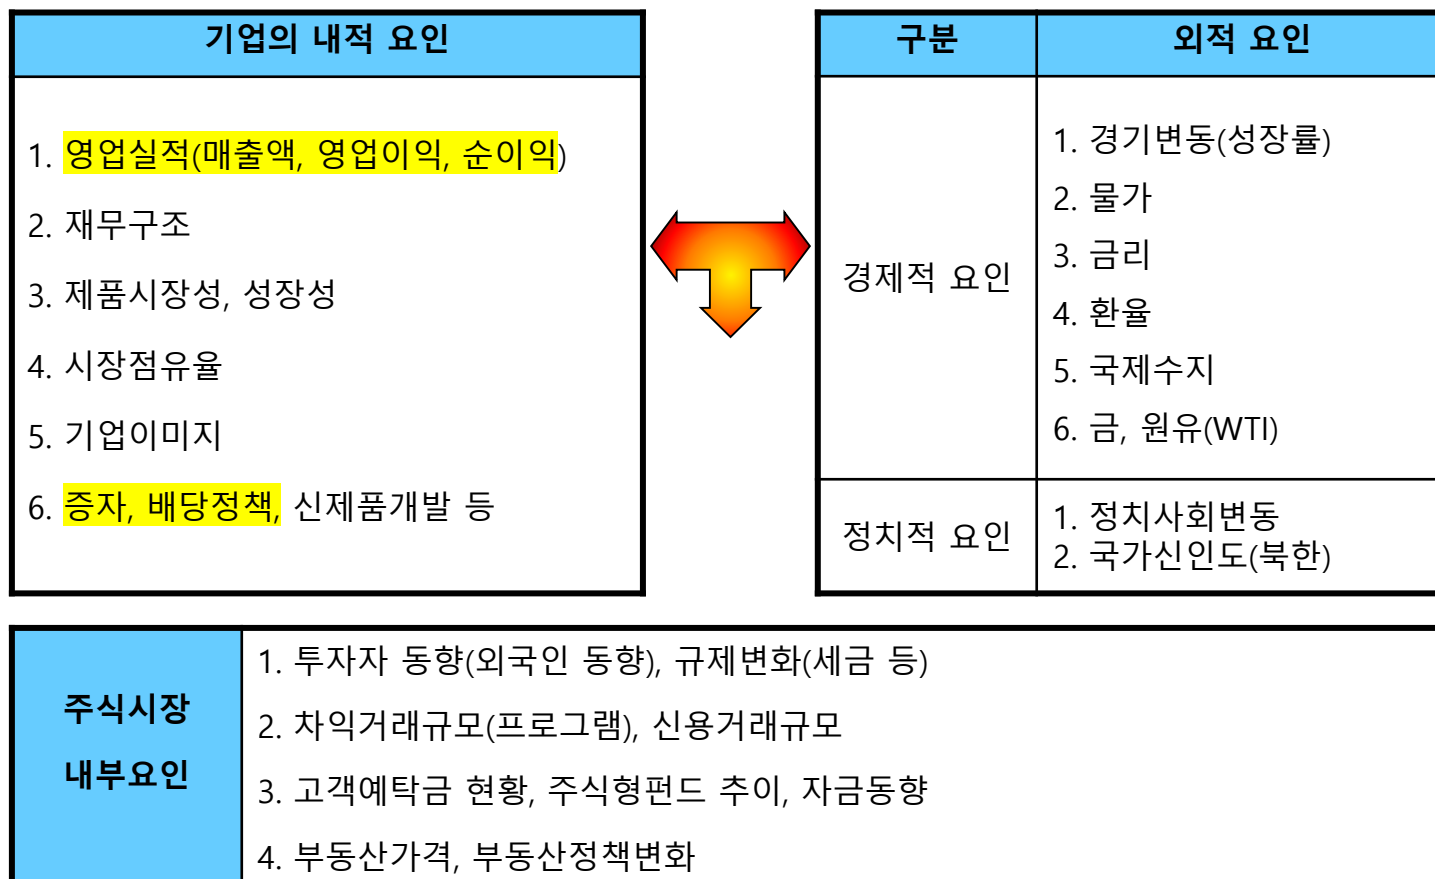 기업의 내적 요인
1. 영업실적(매출액, 영업이익, 순이익)
2. 재무구조
3. 제품시장성, 성장성
4. 시장점유율
5. 기업이미지
6. 증자, 배당정책, 신제품개발 등
구분
외적 요인
경제적 요인
1. 경기변동(성장률)
2. 물가
3. 금리
4. 환율
5. 국제수지
6. 금, 원유(WTI)
정치적 요인
1. 정치사회변동
2. 국가신인도(북한)
주식시장
내부요인
1. 투자자 동향(외국인 동향), 규제변화(세금 등)
2. 차익거래규모(프로그램), 신용거래규모
3. 고객예탁금 현황, 주식형펀드 추이, 자금동향
4. 부동산가격, 부동산정책변화